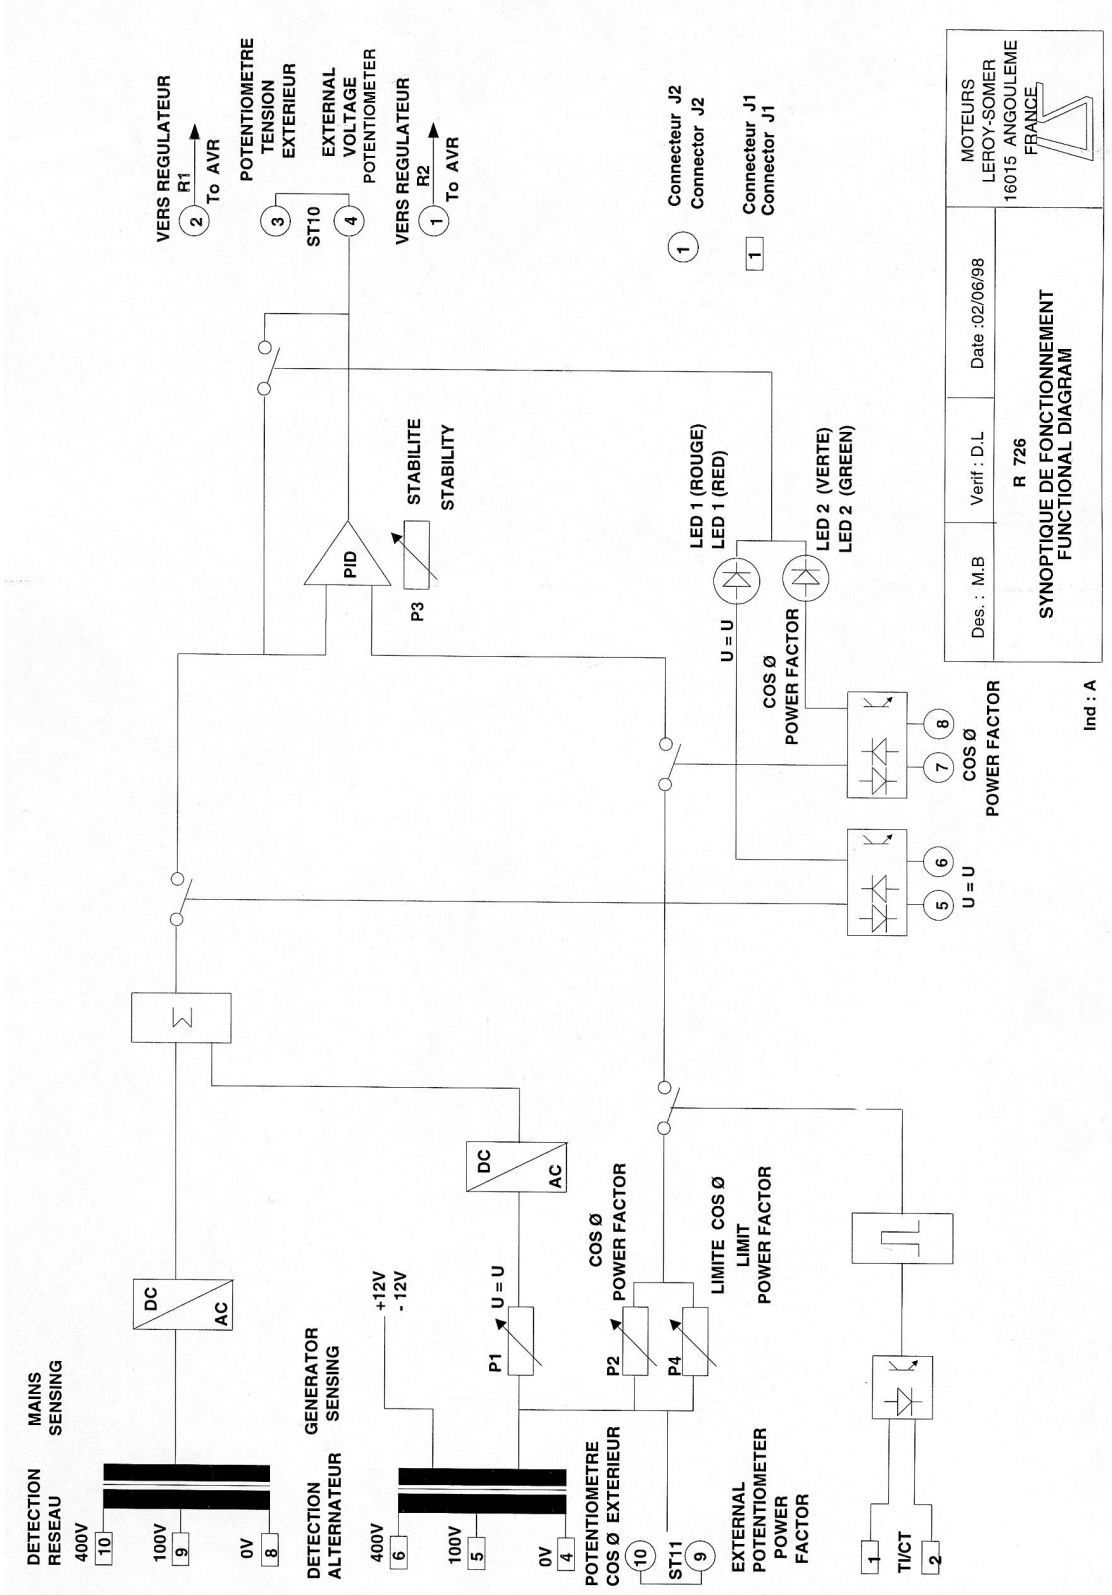 DETECTION
RESEAU
MAINS
SENSING
400V
10
100V
9
0V
8
DC
AC
Σ
DETECTION
ALTERNATEUR
GENERATOR
SENSING
400V
6
100V
5
0V
4
+12V
- 12V
P1
U = U
DC
AC
POTENTIOMETRE
COS Ø EXTERIEUR
10
ST11
9
EXTERNAL
POTENTIOMETER
POWER
FACTOR
P2
COS Ø
POWER FACTOR
P4
LIMITE COS Ø
LIMIT
POWER FACTOR
1
TI/CT
2
VERS REGULATEUR
2
R1
To AVR
POTENTIOMETRE
TENSION
EXTERIEUR
3
ST10
4
EXTERNAL
VOLTAGE
POTENTIOMETER
VERS REGULATEUR
1
R2
To AVR
PID
P3
STABILITE
STABILITY
LED 1 (ROUGE)
LED 1 (RED)
U = U
LED 2 (VERTE)
LED 2 (GREEN)
COS Ø
POWER FACTOR
5
6
U = U
7
8
COS Ø
POWER FACTOR
1
Connecteur J2
Connector J2
1
Connecteur J1
Connector J1
Des. : M.B
Verif : D.L
Date :02/06/98
MOTEURS
LEROY-SOMER
16015 ANGOULEME
FRANCE
R 726
SYNOPTIQUE DE FONCTIONNEMENT
FUNCTIONAL DIAGRAM
Ind : A